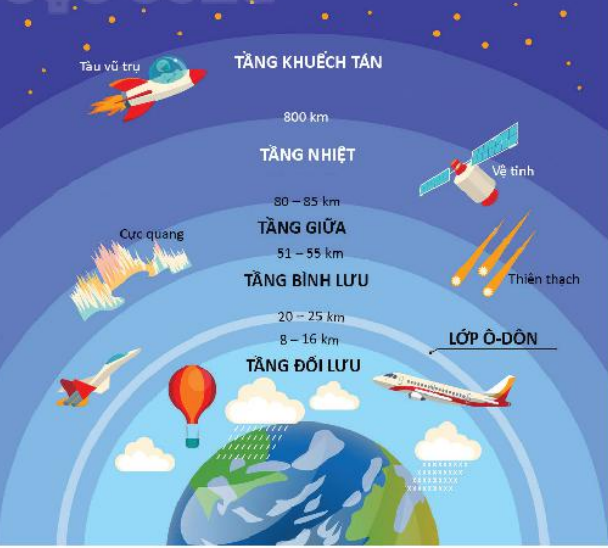 Tàu vũ trụ
TẦNG KHUẾCH TÁN
800 km
TẦNG NHIỆT
Vệ tinh
80 – 85 km
TẦNG GIỮA
Cực quang
51 – 55 km
TẦNG BÌNH LƯU
Thiên thạch
20 – 25 km
8 – 16 km
LỚP Ô-DÔN
TẦNG ĐỐI LƯU